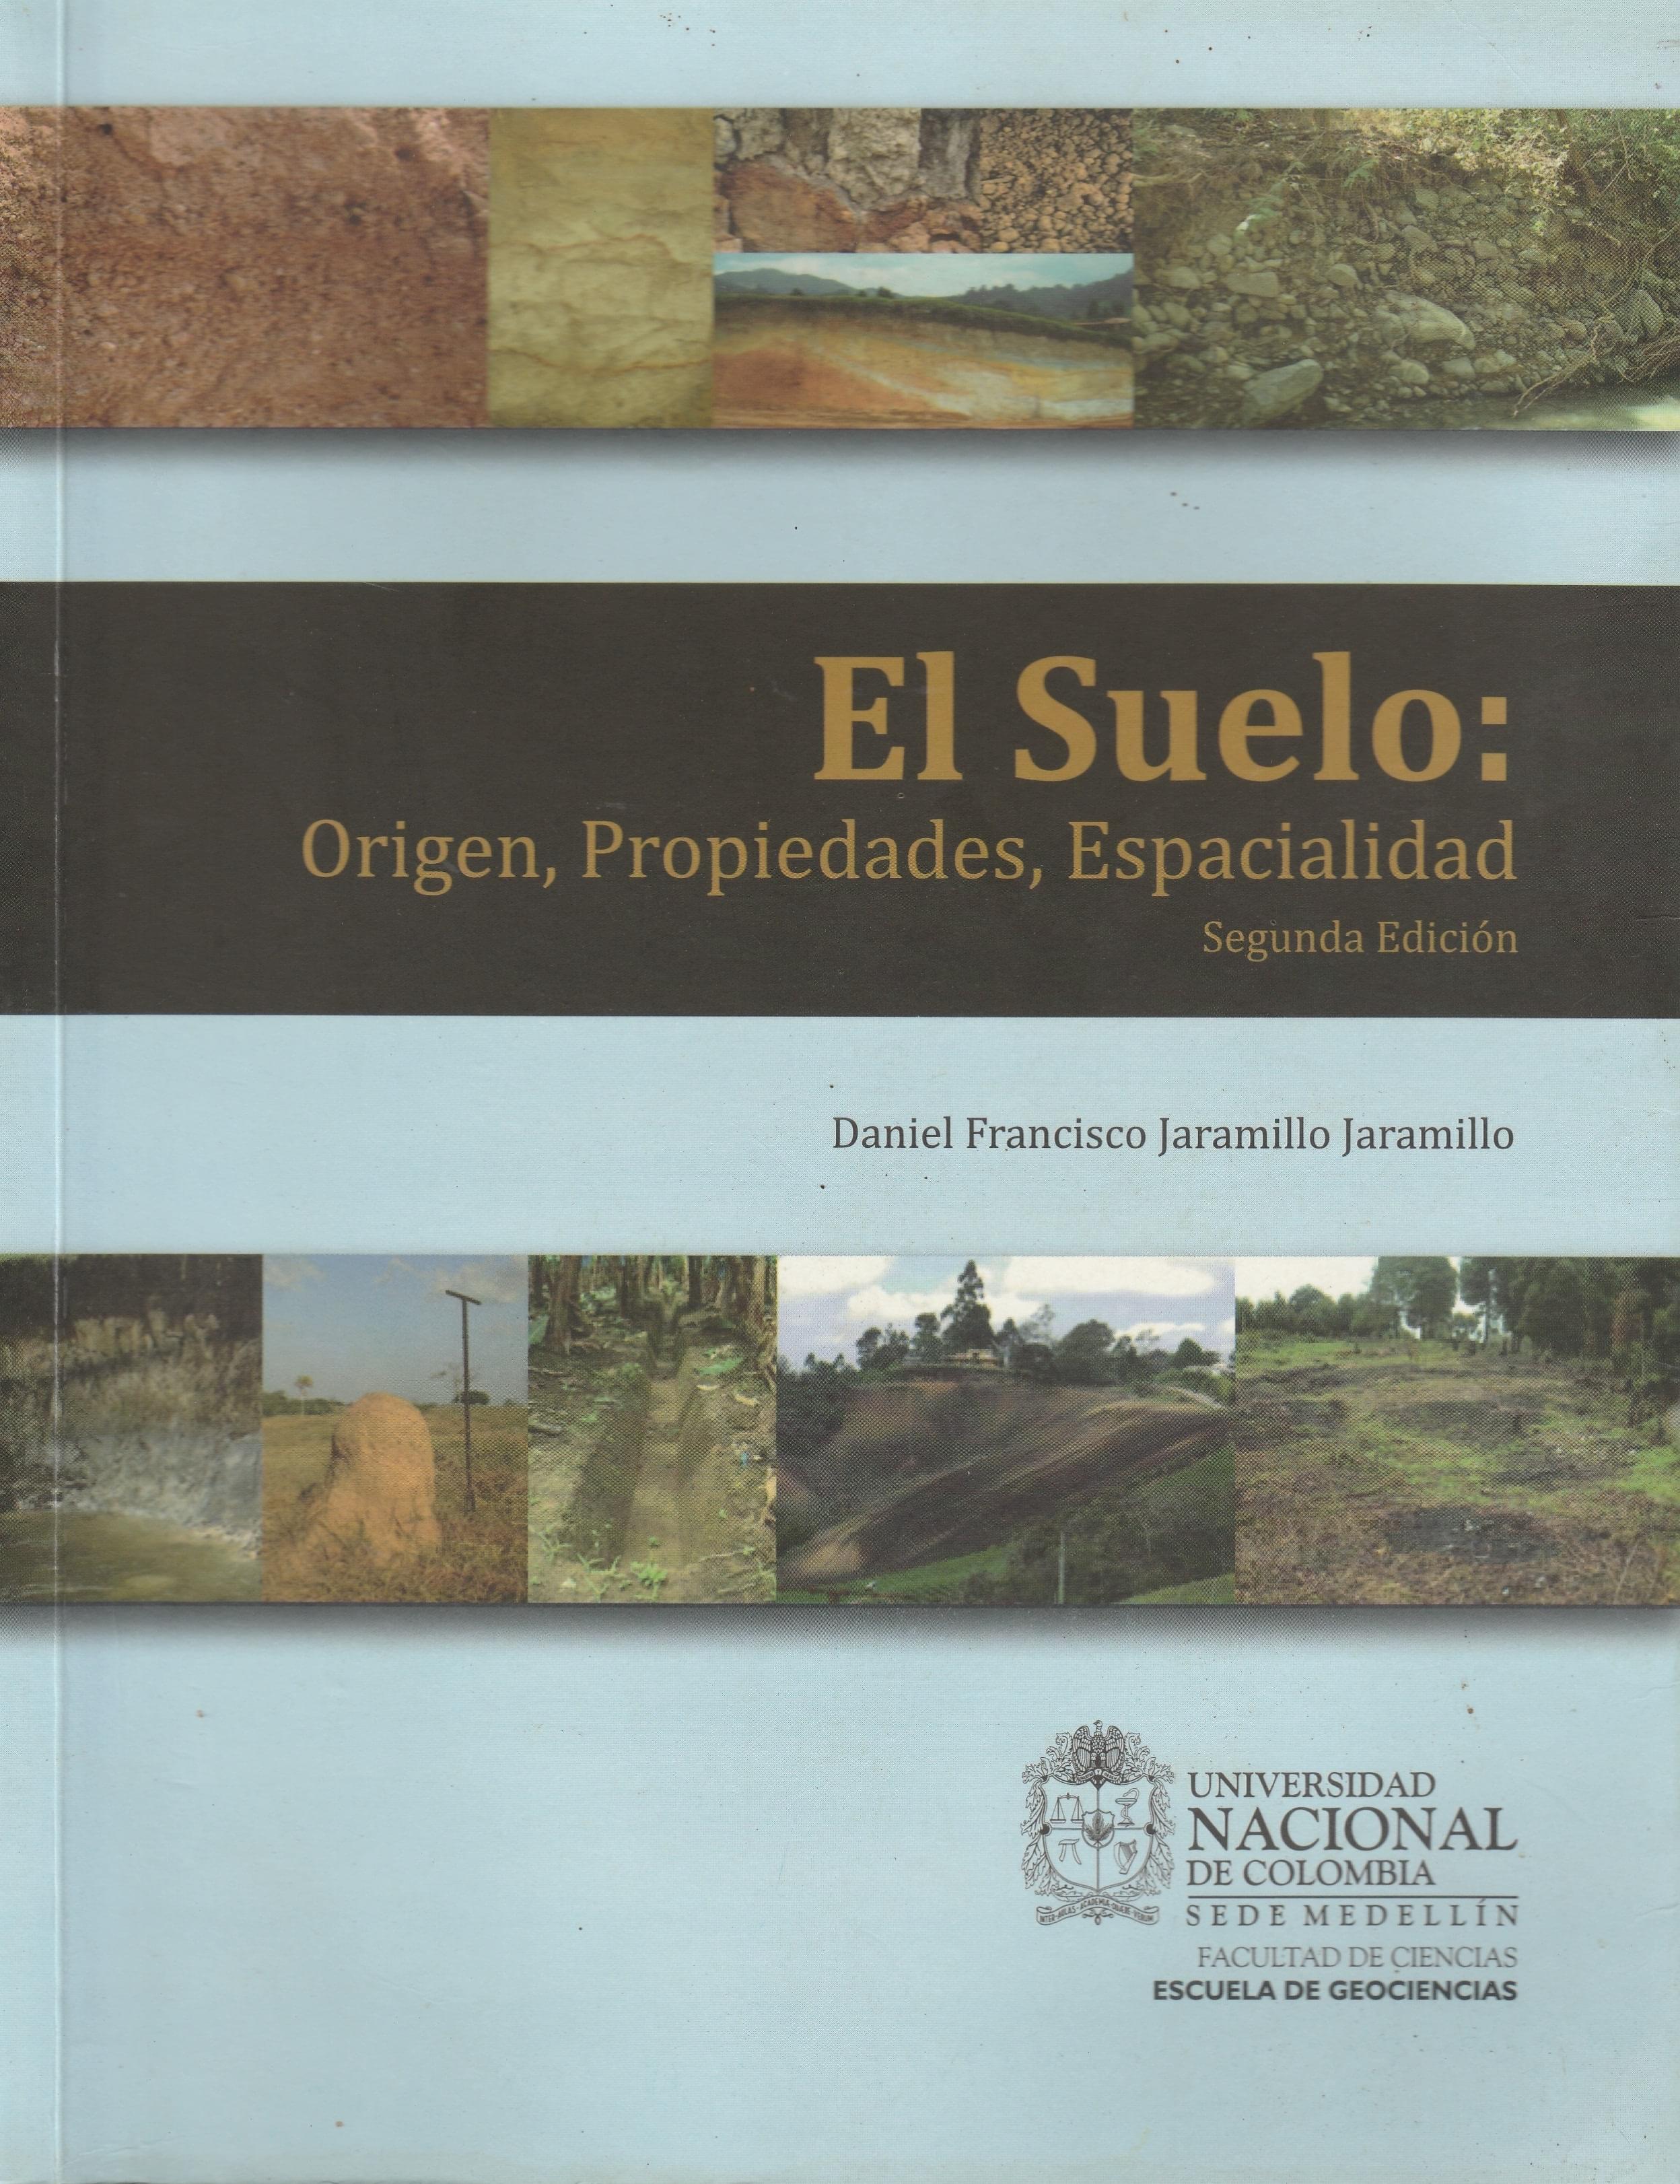 El Suelo:
Origen, Propiedades, Espacialidad
Segunda Edición
Daniel Francisco Jaramillo Jaramillo
UNIVERSIDAD
NACIONAL
DE COLOMBIA
SEDE MEDELLÍN
FACULTAD DE CIENCIAS
ESCUELA DE GEOCIENCIAS